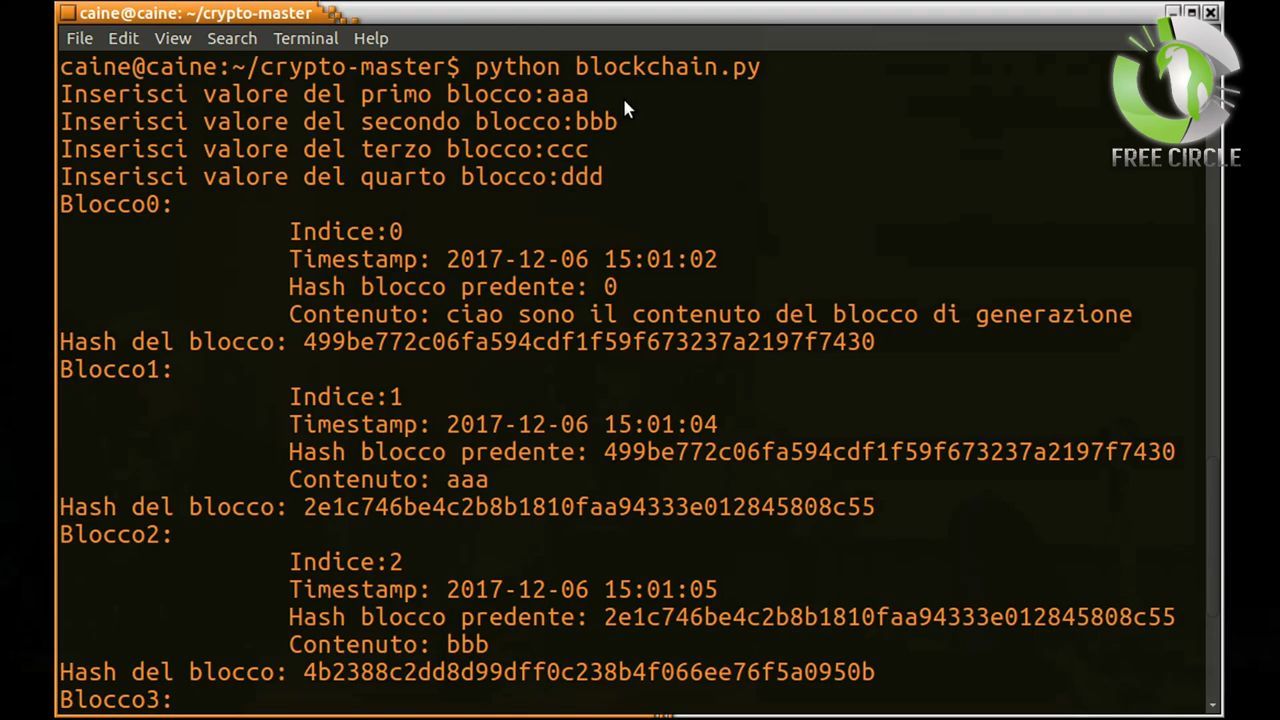 caine@caine: ~/crypto-master
File Edit View Search Terminal Help
FREE CIRCLE
caine@caine:~/crypto-master$ python blockchain.py
Inserisci valore del primo blocco:aaa
Inserisci valore del secondo blocco:bbb
Inserisci valore del terzo blocco:ccc
Inserisci valore del quarto blocco:ddd
Blocco0:
Indice:0
Timestamp: 2017-12-06 15:01:02
Hash blocco predente: 0
Contenuto: ciao sono il contenuto del blocco di generazione
Hash del blocco: 499be772c06fa594cdf1f59f673237a2197f7430
Blocco1:
Indice:1
Timestamp: 2017-12-06 15:01:04
Hash blocco predente: 499be772c06fa594cdf1f59f673237a2197f7430
Contenuto: aaa
Hash del blocco: 2e1c746be4c2b8b1810faa94333e012845808c55
Blocco2:
Indice:2
Timestamp: 2017-12-06 15:01:05
Hash blocco predente: 2e1c746be4c2b8b1810faa94333e012845808c55
Contenuto: bbb
Hash del blocco: 4b2388c2dd8d99dff0c238b4f066ee76f5a0950b
Blocco3: